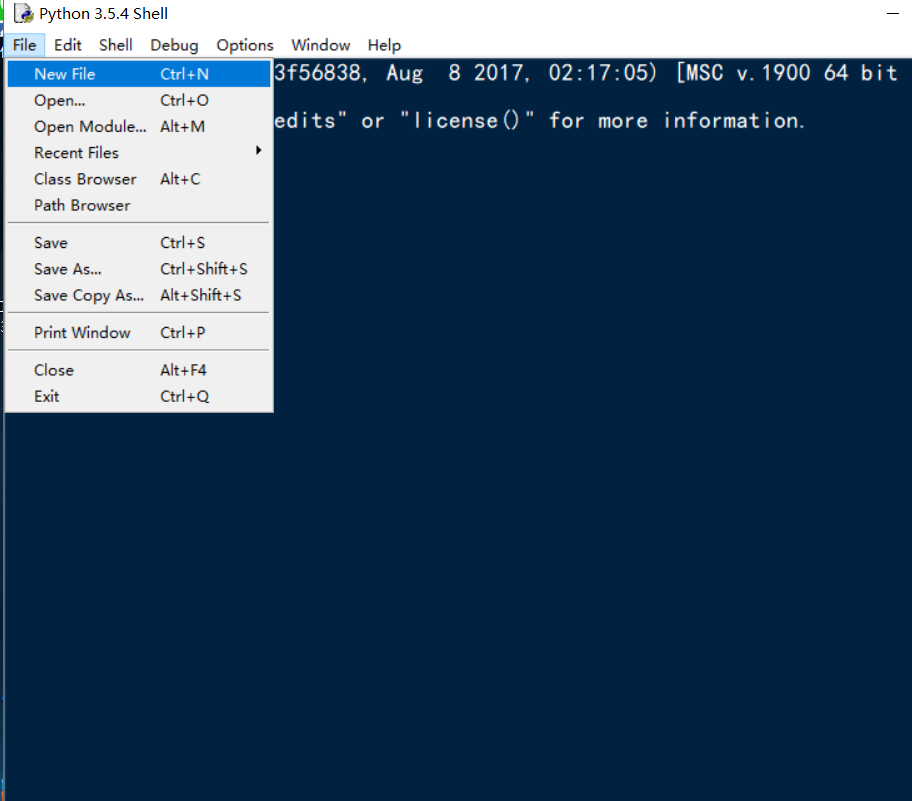 Python 3.5.4 Shell
File Edit Shell Debug Options Window Help
New File Ctrl+N
3f56838, Aug 8 2017, 02:17:05) [MSC v.1900 64 bit
Open... Ctrl+O
edits" or "license()" for more information.
Open Module... Alt+M
Recent Files
Class Browser Alt+C
Path Browser
Save Ctrl+S
Save As... Ctrl+Shift+S
Save Copy As... Alt+Shift+S
Print Window Ctrl+P
Close Alt+F4
Exit Ctrl+Q